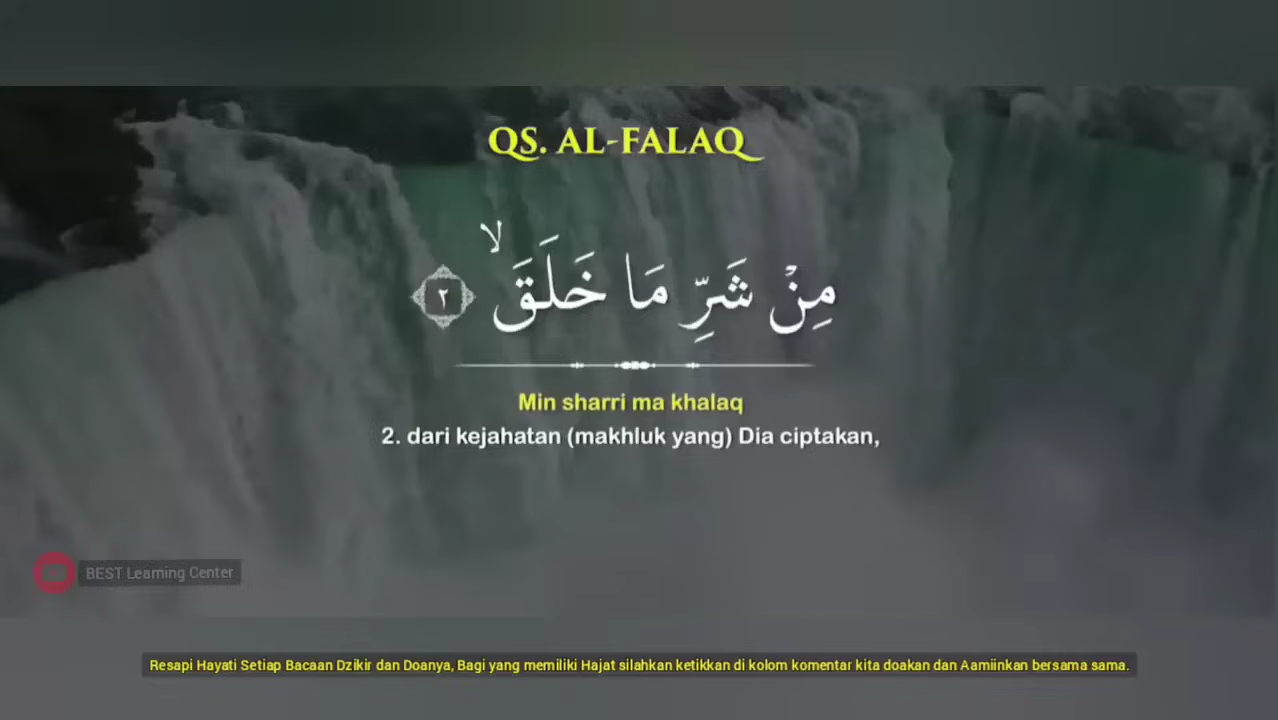 QS. AL-FALAQ
مِنْ شَرِّ مَا خَلَقَ ۙ ٢
Min sharri ma khalaq
2. dari kejahatan (makhluk yang) Dia ciptakan,
BEST Learning Center
Resapi Hayati Setiap Bacaan Dzikir dan Doanya, Bagi yang memiliki Hajat silahkan ketikkan di kolom komentar kita doakan dan Aamiinkan bersama sama.